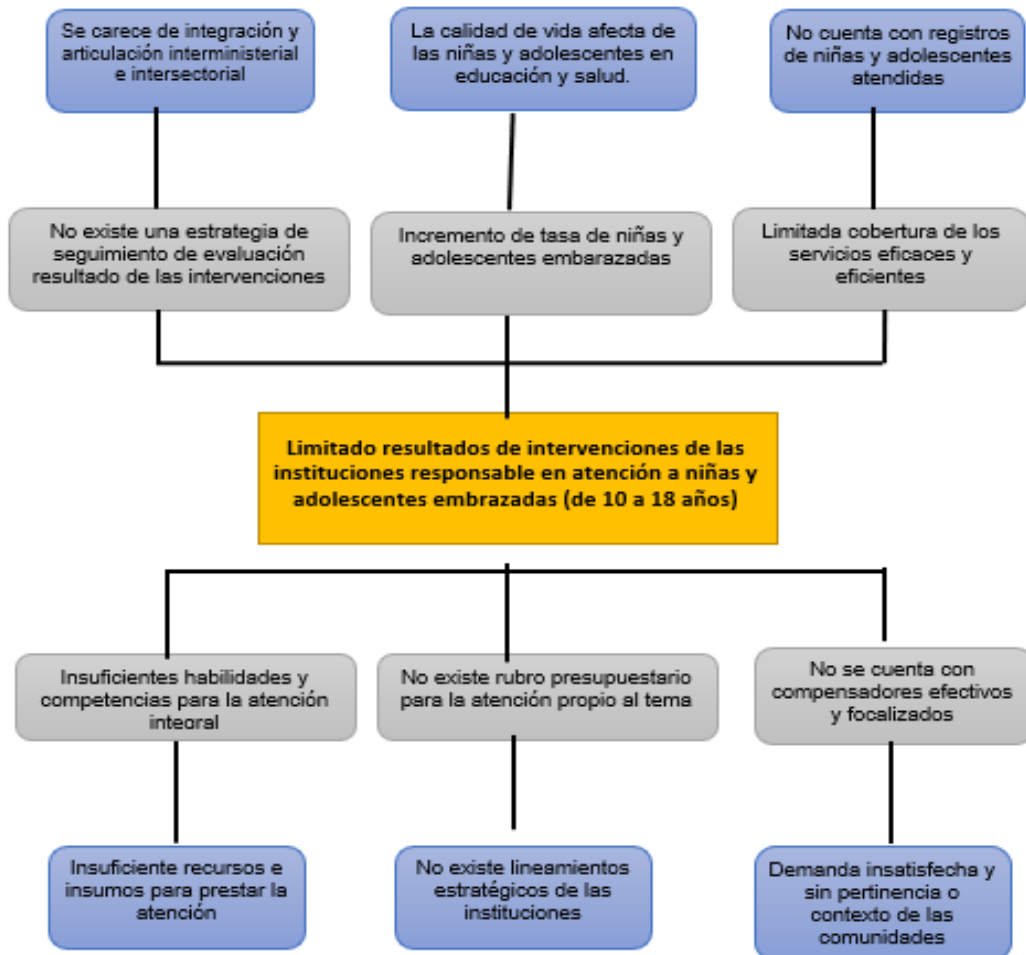 Se carece de integración y
articulación interministerial
e intersectorial
La calidad de vida afecta de
las niñas y adolescentes en
educación y salud.
No cuenta con registros
de niñas y adolescentes
atendidas
No existe una estrategia de
seguimiento de evaluación
resultado de las intervenciones
Incremento de tasa de niñas y
adolescentes embarazadas
Limitada cobertura de los
servicios eficaces y
eficientes
Limitado resultados de intervenciones de las
instituciones responsable en atención a niñas y
adolescentes embrazadas (de 10 a 18 años)
Insuficientes habilidades y
competencias para la atención
integral
No existe rubro presupuestario
para la atención propio al tema
No se cuenta con
compensadores efectivos
y focalizados
Insuficiente recursos e
insumos para prestar la
atención
No existe lineamientos
estratégicos de las
instituciones
Demanda insatisfecha y
sin pertinencia o
contexto de las
comunidades